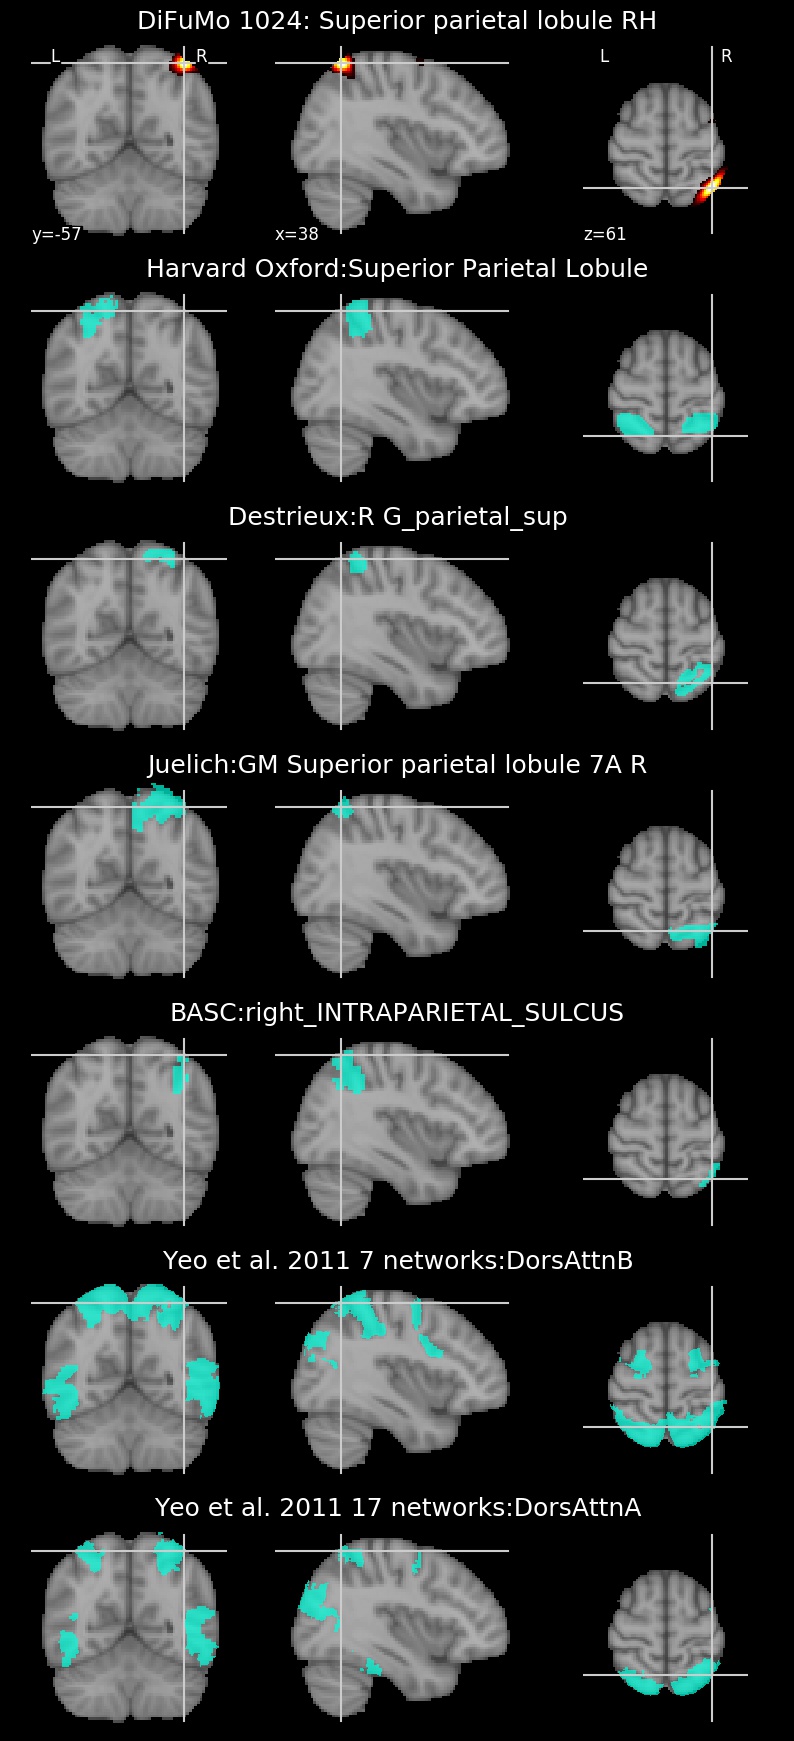 DiFuMo 1024: Superior parietal lobule RH
L R L R
y=-57 x=38 z=61
Harvard Oxford:Superior Parietal Lobule
Destrieux:R G_parietal_sup
Juelich:GM Superior parietal lobule 7A R
BASC:right_INTRAPARIETAL_SULCUS
Yeo et al. 2011 7 networks:DorsAttnB
Yeo et al. 2011 17 networks:DorsAttnA